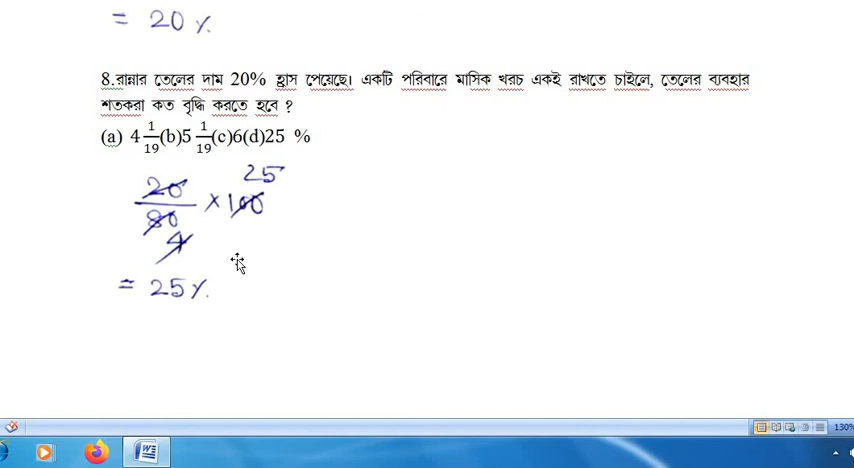 = 20 %
8.রান্নার তেলের দাম 20% হ্রাস পেয়েছে। একটি পরিবারে মাসিক খরচ একই রাখতে চাইলে, তেলের ব্যবহার
শতকরা কত বৃদ্ধি করতে হবে ?
(a) 4 1/19 (b)5 1/19 (c)6(d)25 %
25
20/80 × 100
4
= 25 %
130%